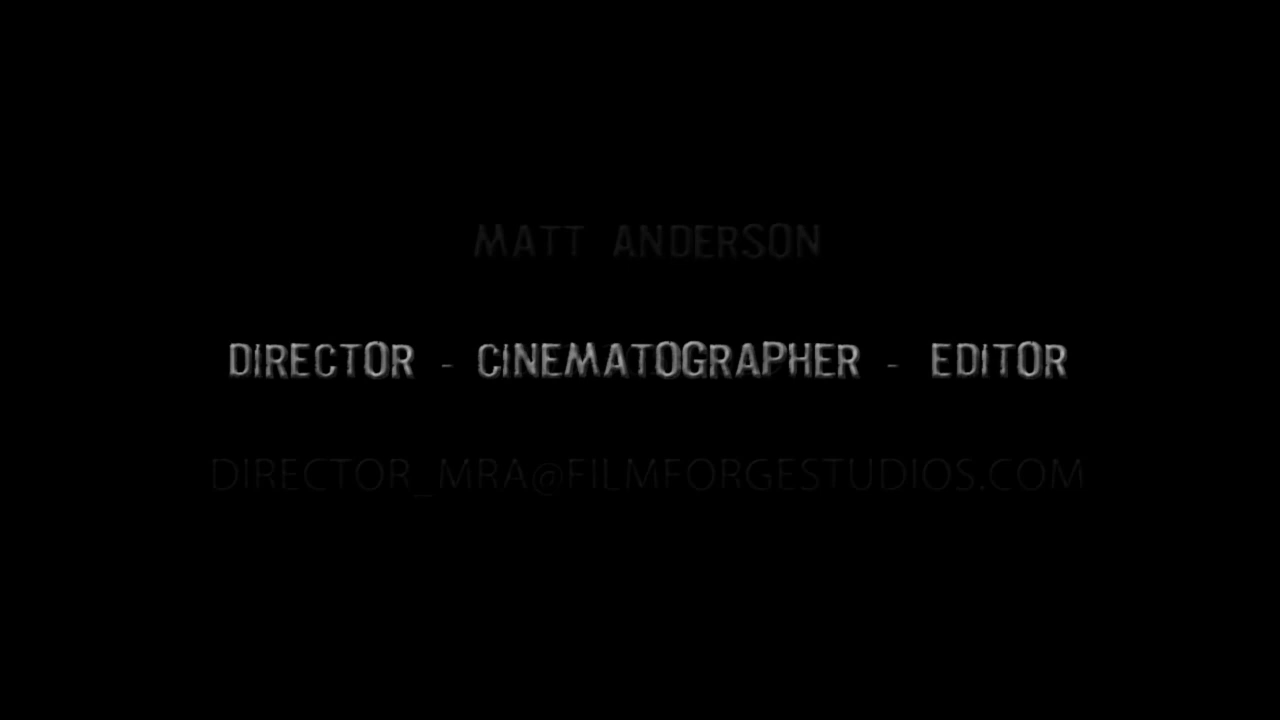 MATT ANDERSON
DIRECTOR - CINEMATOGRAPHER - EDITOR
DIRECTOR_MRA@FILMFORGESTUDIOS.COM